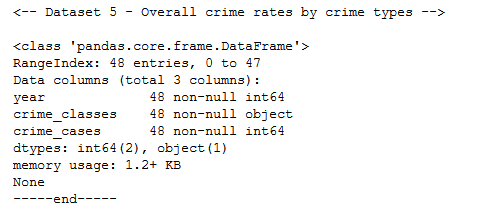 <-- Dataset 5 - Overall crime rates by crime types -->
<class 'pandas.core.frame.DataFrame'>
RangeIndex: 48 entries, 0 to 47
Data columns (total 3 columns):
year             48 non-null int64
crime_classes    48 non-null object
crime_cases      48 non-null int64
dtypes: int64(2), object(1)
memory usage: 1.2+ KB
None
-----end-----